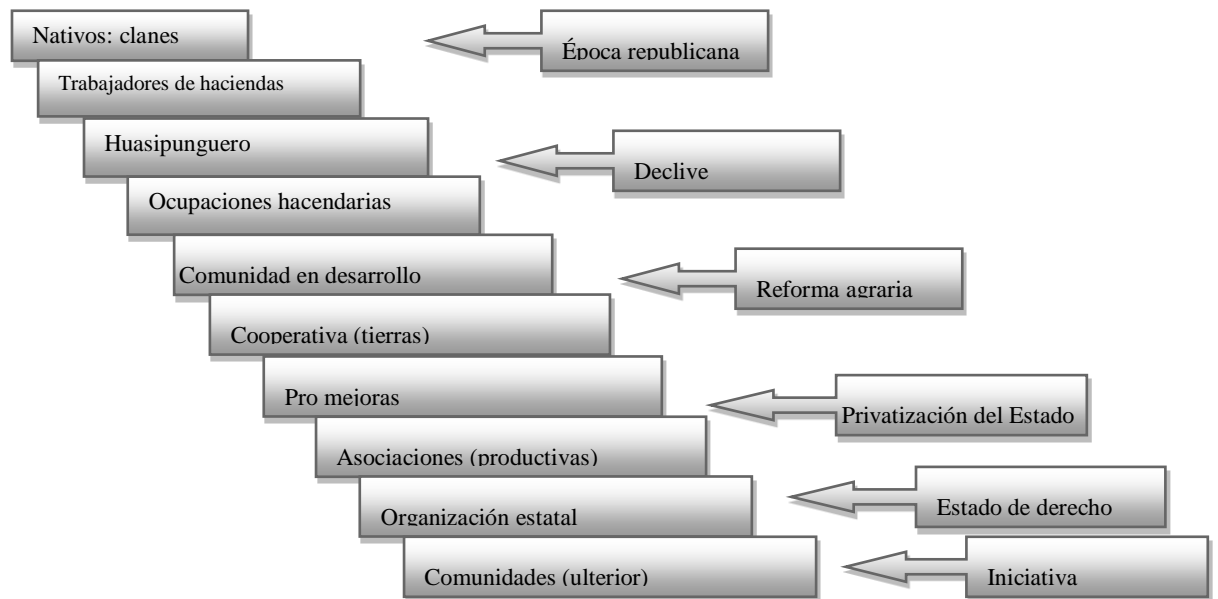 Nativos: clanes
Época republicana
Trabajadores de haciendas
Huasipunguero
Declive
Ocupaciones hacendarias
Comunidad en desarrollo
Reforma agraria
Cooperativa (tierras)
Pro mejoras
Privatización del Estado
Asociaciones (productivas)
Estado de derecho
Organización estatal
Comunidades (ulterior)
Iniciativa